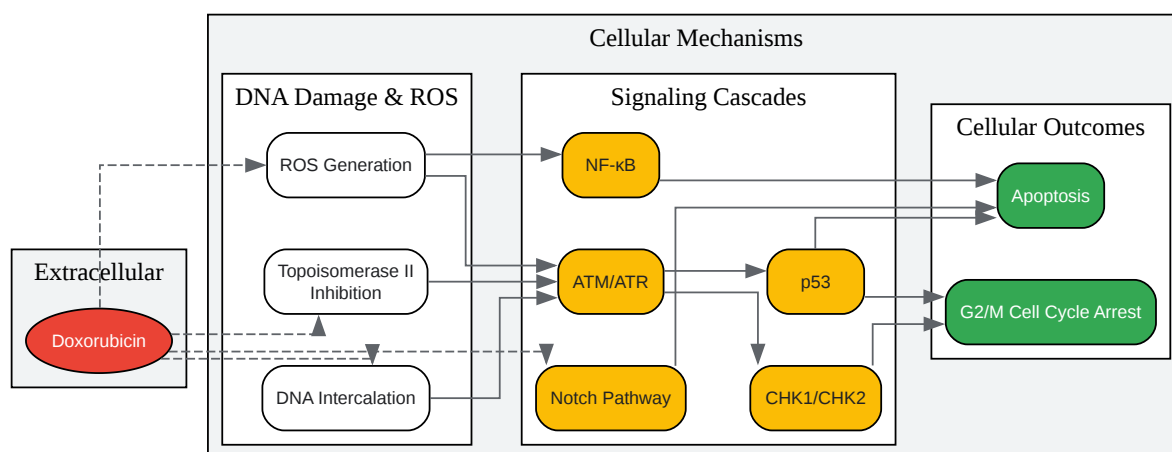 Cellular Mechanisms
DNA Damage & ROS
Signaling Cascades
Cellular Outcomes
ROS Generation
NF-κB
Apoptosis
Extracellular
Topoisomerase II
Inhibition
ATM/ATR
p53
G2/M Cell Cycle Arrest
Doxorubicin
DNA Intercalation
Notch Pathway
CHK1/CHK2